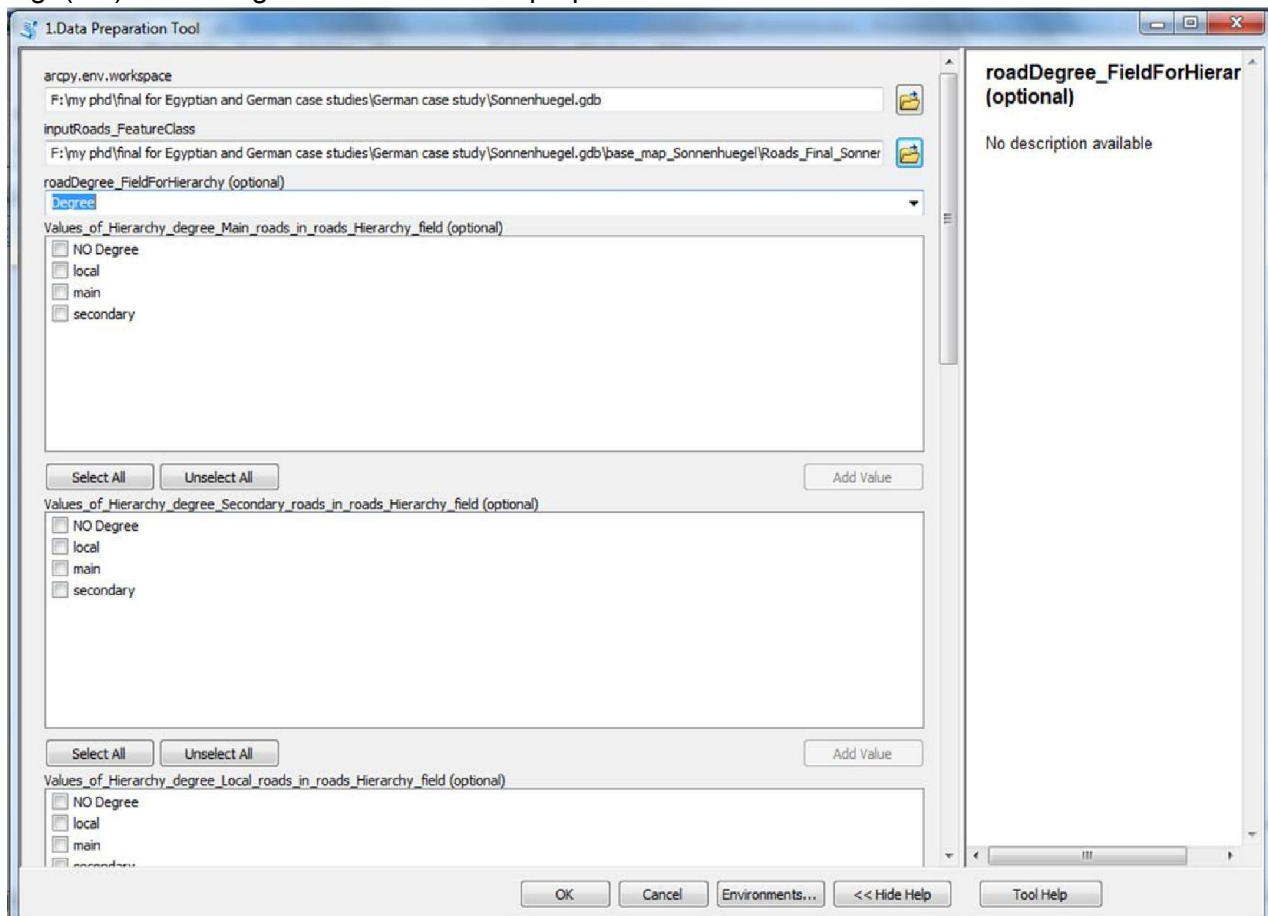 1.Data Preparation Tool
arcpy.env.workspace
F:\my phd\final for Egyptian and German case studies\German case study\Sonnenhuegel.gdb
inputRoads_FeatureClass
F:\my phd\final for Egyptian and German case studies\German case study\Sonnenhuegel.gdb\base_map_Sonnenhuegel\Roads_Final_Sonner
roadDegree_FieldForHierarchy (optional)
Degree
Values_of_Hierarchy_degree_Main_roads_in_roads_Hierarchy_field (optional)
NO Degree
local
main
secondary
Select All Unselect All Add Value
Values_of_Hierarchy_degree_Secondary_roads_in_roads_Hierarchy_field (optional)
NO Degree
local
main
secondary
Select All Unselect All Add Value
Values_of_Hierarchy_degree_Local_roads_in_roads_Hierarchy_field (optional)
NO Degree
local
main
secondary
OK Cancel Environments... << Hide Help Tool Help
roadDegree_FieldForHierar
(optional)
No description available